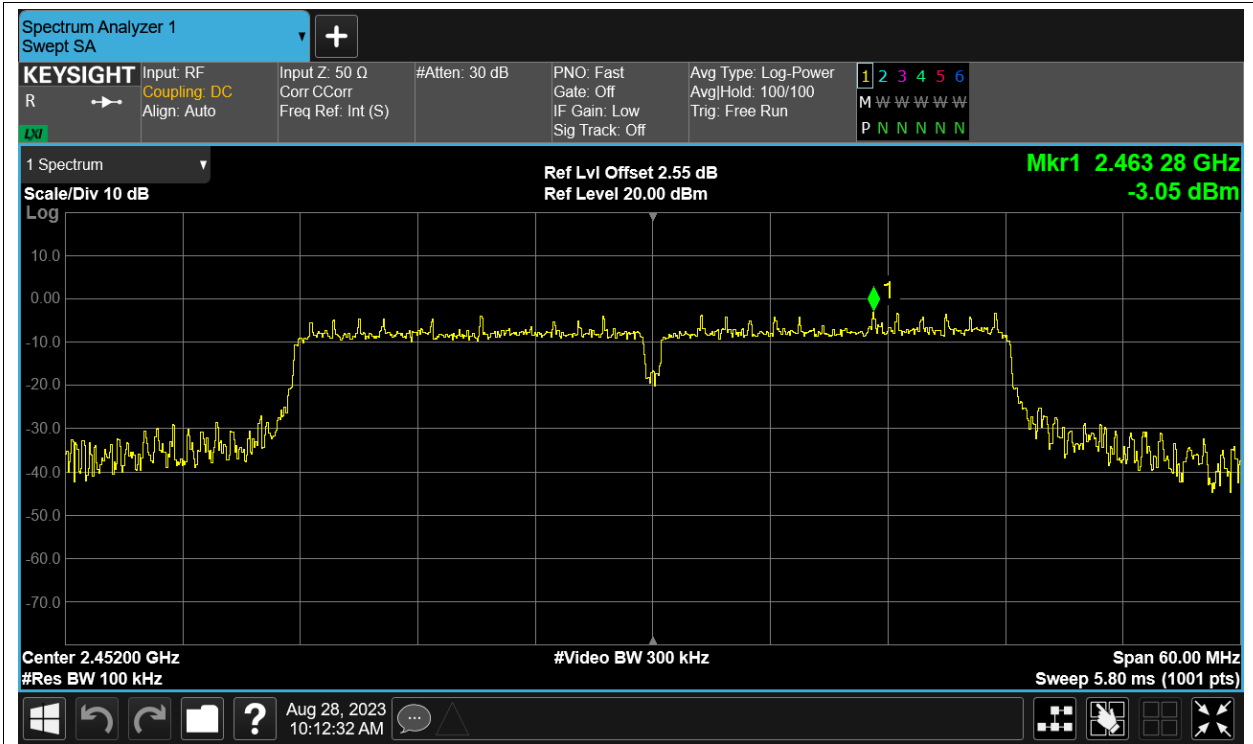 Spectrum Analyzer 1
Swept SA
KEYSIGHT
R
LXI
Input: RF
Coupling: DC
Align: Auto
Input Z: 50 Ω
Corr CCorr
Freq Ref: Int (S)
#Atten: 30 dB
PNO: Fast
Gate: Off
IF Gain: Low
Sig Track: Off
Avg Type: Log-Power
Avg|Hold: 100/100
Trig: Free Run
1 2 3 4 5 6
M W W W W W
P N N N N N
1 Spectrum
Ref Lvl Offset 2.55 dB
Mkr1 2.463 28 GHz
Scale/Div 10 dB
Ref Level 20.00 dBm
-3.05 dBm
Log
10.0
0.00
-10.0
-20.0
-30.0
-40.0
-50.0
-60.0
-70.0
1
Center 2.45200 GHz
#Video BW 300 kHz
Span 60.00 MHz
#Res BW 100 kHz
Sweep 5.80 ms (1001 pts)
?
Aug 28, 2023
10:12:32 AM